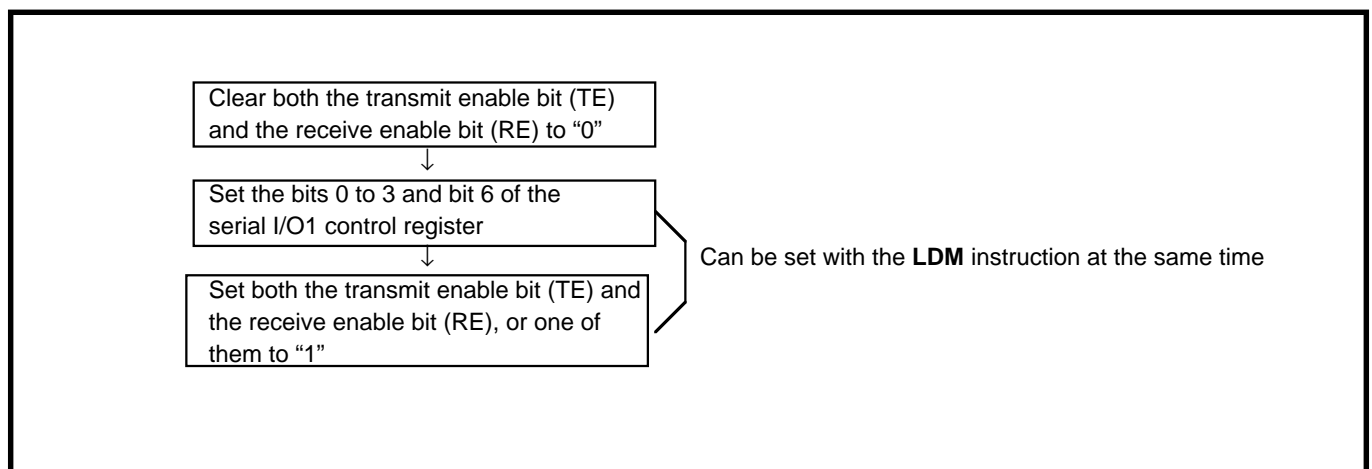 Clear both the transmit enable bit (TE)
and the receive enable bit (RE) to “0”
↓
Set the bits 0 to 3 and bit 6 of the
serial I/O1 control register
↓
Can be set with the LDM instruction at the same time
Set both the transmit enable bit (TE) and
the receive enable bit (RE), or one of
them to “1”